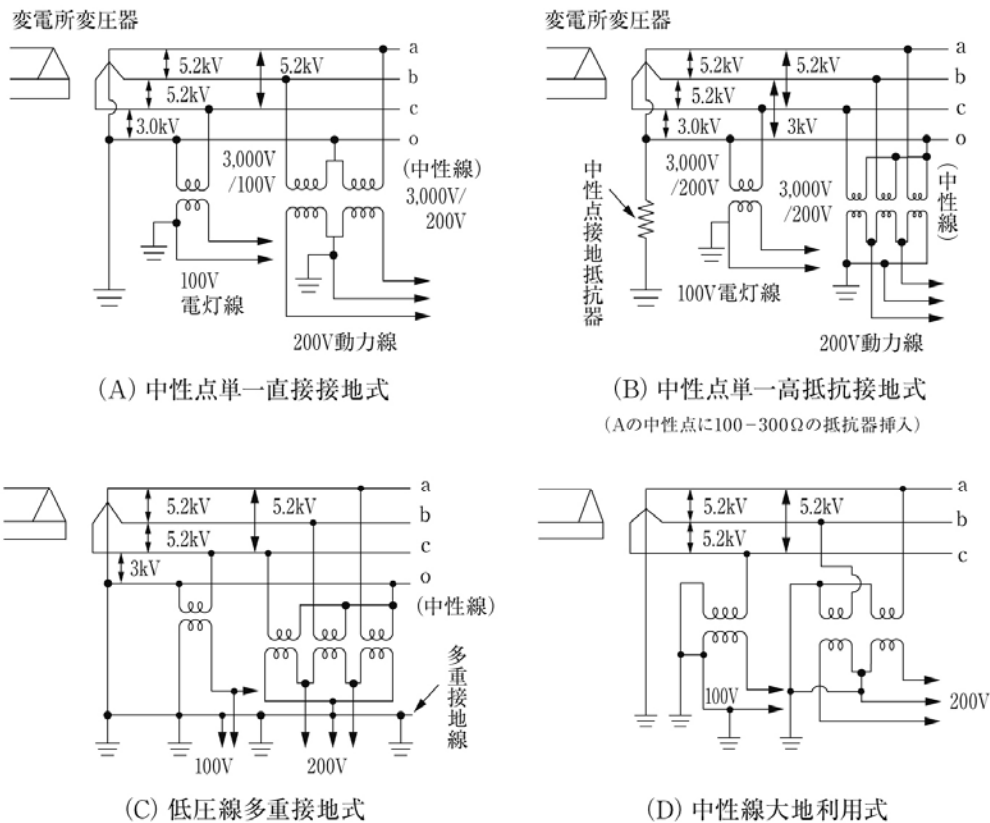 変電所変圧器
a
5.2kV
5.2kV
b
5.2kV
c
3.0kV
o
(中性線)
3,000V
/100V
3,000V/
200V
100V
電灯線
200V動力線
(A) 中性点単一直接接地式
変電所変圧器
a
5.2kV
5.2kV
b
5.2kV
c
3.0kV
3kV
o
(中性線)
中性点接地抵抗器
3,000V
/200V
3,000V
/200V
100V電灯線
200V動力線
(B) 中性点単一高抵抗接地式
(Aの中性点に100-300Ωの抵抗器挿入)
a
5.2kV
5.2kV
b
5.2kV
c
3kV
o
(中性線)
多重接地線
100V
200V
(C) 低圧線多重接地式
a
5.2kV
5.2kV
b
5.2kV
c
100V
200V
(D) 中性線大地利用式